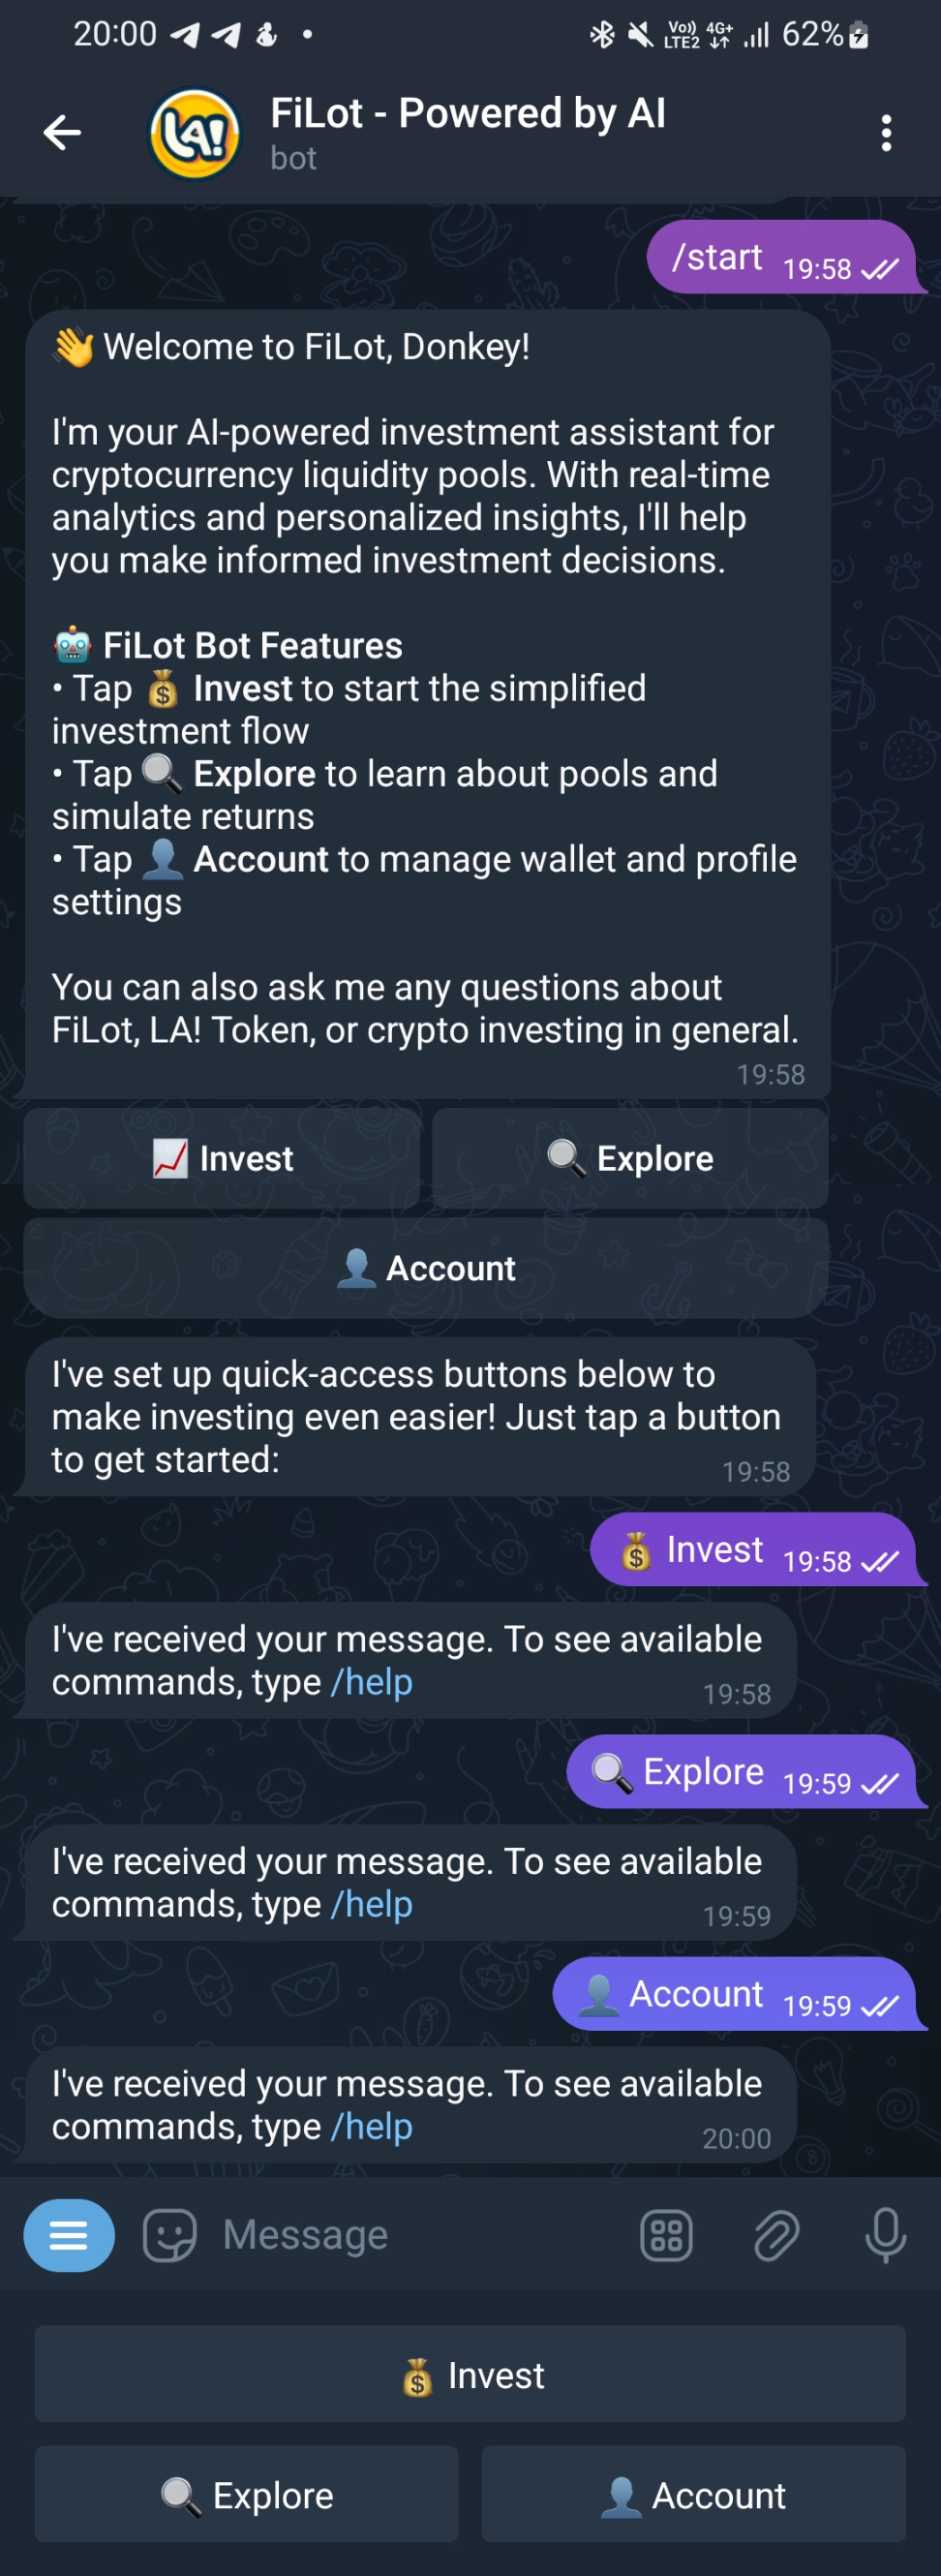 20:00 Vo)) LTE2 4G+ 62%
LA! FiLot - Powered by AI
bot
/start 19:58
👋 Welcome to FiLot, Donkey!
I'm your AI-powered investment assistant for
cryptocurrency liquidity pools. With real-time
analytics and personalized insights, I'll help
you make informed investment decisions.
🤖 FiLot Bot Features
• Tap 💰 Invest to start the simplified
investment flow
• Tap 🔍 Explore to learn about pools and
simulate returns
• Tap 👤 Account to manage wallet and profile
settings
You can also ask me any questions about
FiLot, LA! Token, or crypto investing in general.
19:58
📈 Invest 🔍 Explore
👤 Account
I've set up quick-access buttons below to
make investing even easier! Just tap a button
to get started: 19:58
💰 Invest 19:58
I've received your message. To see available
commands, type /help 19:58
🔍 Explore 19:59
I've received your message. To see available
commands, type /help 19:59
👤 Account 19:59
I've received your message. To see available
commands, type /help 20:00
Message
💰 Invest
🔍 Explore 👤 Account